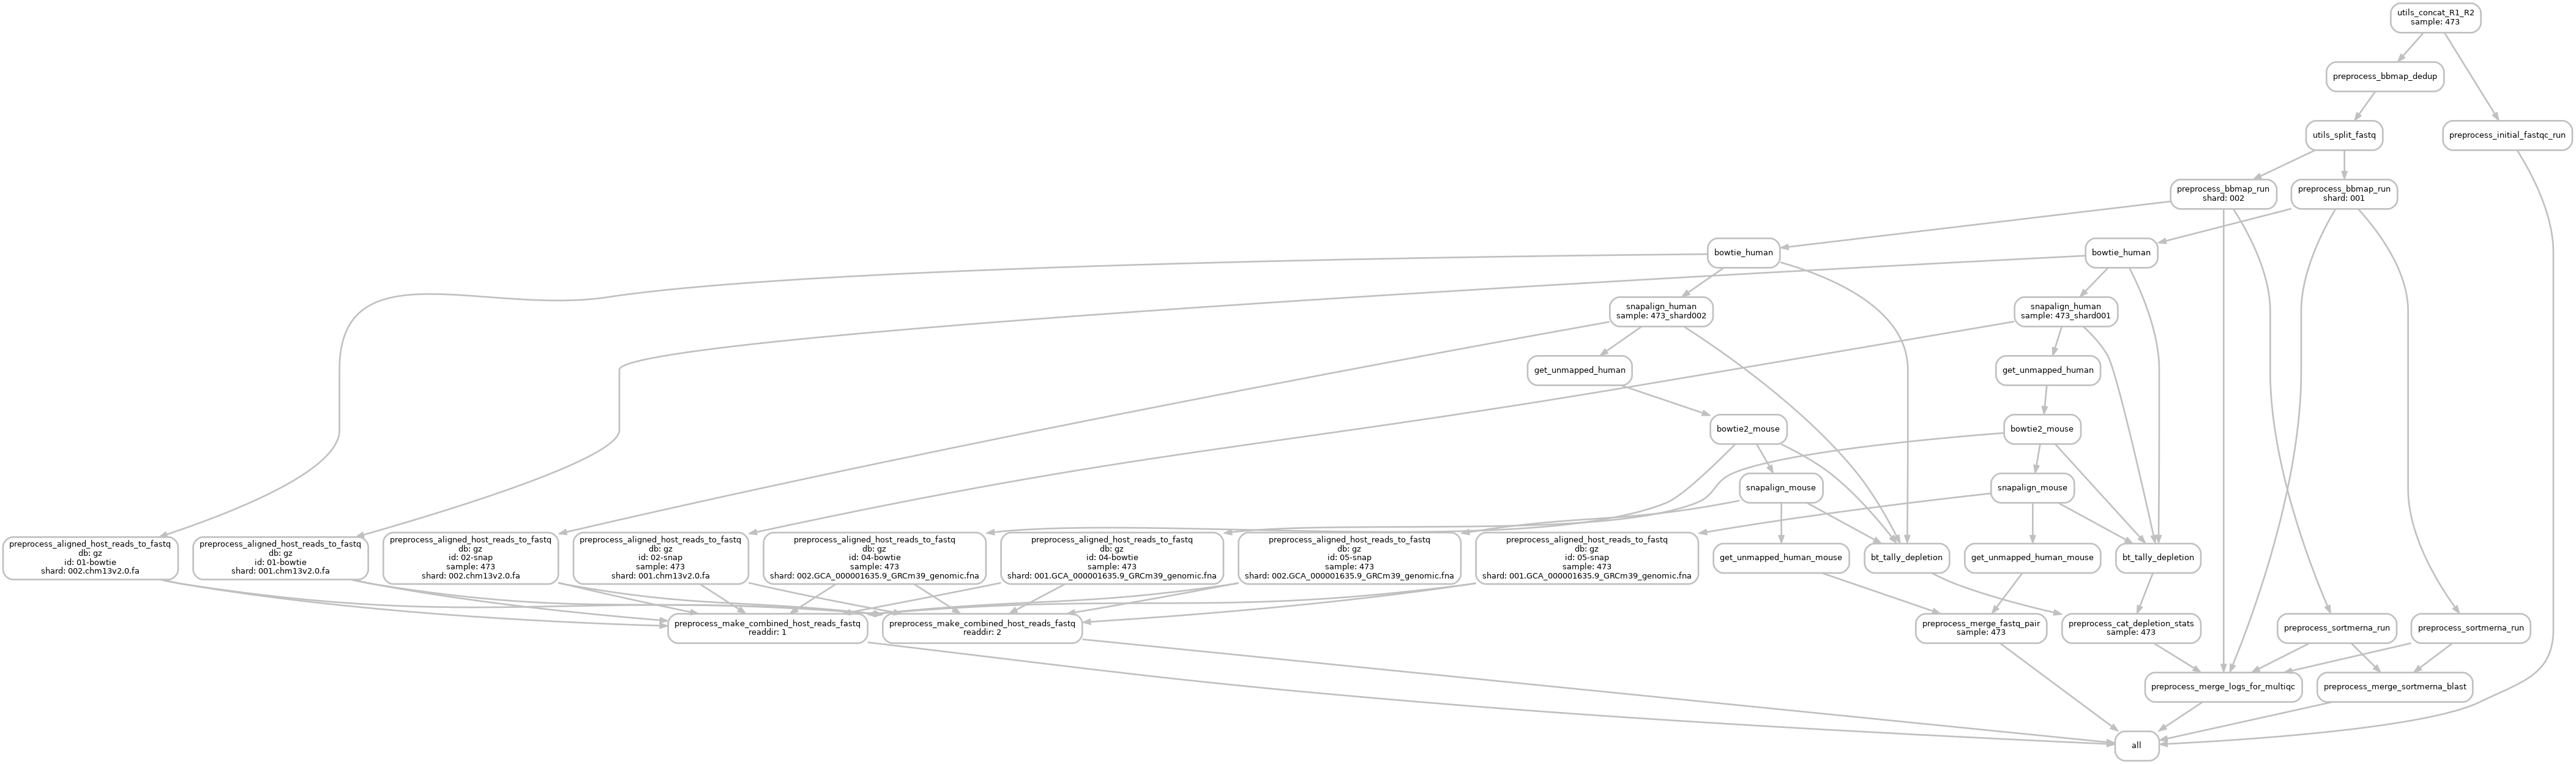 utils_concat_R1_R2
sample: 473
preprocess_bbmap_dedup
utils_split_fastq
preprocess_initial_fastqc_run
preprocess_bbmap_run
shard: 002
preprocess_bbmap_run
shard: 001
bowtie_human
bowtie_human
snapalign_human
sample: 473_shard002
snapalign_human
sample: 473_shard001
get_unmapped_human
get_unmapped_human
bowtie2_mouse
bowtie2_mouse
snapalign_mouse
snapalign_mouse
preprocess_aligned_host_reads_to_fastq
db: gz
id: 01-bowtie
shard: 002.chm13v2.0.fa
preprocess_aligned_host_reads_to_fastq
db: gz
id: 01-bowtie
shard: 001.chm13v2.0.fa
preprocess_aligned_host_reads_to_fastq
db: gz
id: 02-snap
sample: 473
shard: 002.chm13v2.0.fa
preprocess_aligned_host_reads_to_fastq
db: gz
id: 02-snap
sample: 473
shard: 001.chm13v2.0.fa
preprocess_aligned_host_reads_to_fastq
db: gz
id: 04-bowtie
sample: 473
shard: 002.GCA_000001635.9_GRCm39_genomic.fna
preprocess_aligned_host_reads_to_fastq
db: gz
id: 04-bowtie
sample: 473
shard: 001.GCA_000001635.9_GRCm39_genomic.fna
preprocess_aligned_host_reads_to_fastq
db: gz
id: 05-snap
sample: 473
shard: 002.GCA_000001635.9_GRCm39_genomic.fna
preprocess_aligned_host_reads_to_fastq
db: gz
id: 05-snap
sample: 473
shard: 001.GCA_000001635.9_GRCm39_genomic.fna
get_unmapped_human_mouse
bt_tally_depletion
get_unmapped_human_mouse
bt_tally_depletion
preprocess_make_combined_host_reads_fastq
readdir: 1
preprocess_make_combined_host_reads_fastq
readdir: 2
preprocess_merge_fastq_pair
sample: 473
preprocess_cat_depletion_stats
sample: 473
preprocess_sortmerna_run
preprocess_sortmerna_run
preprocess_merge_logs_for_multiqc
preprocess_merge_sortmerna_blast
all